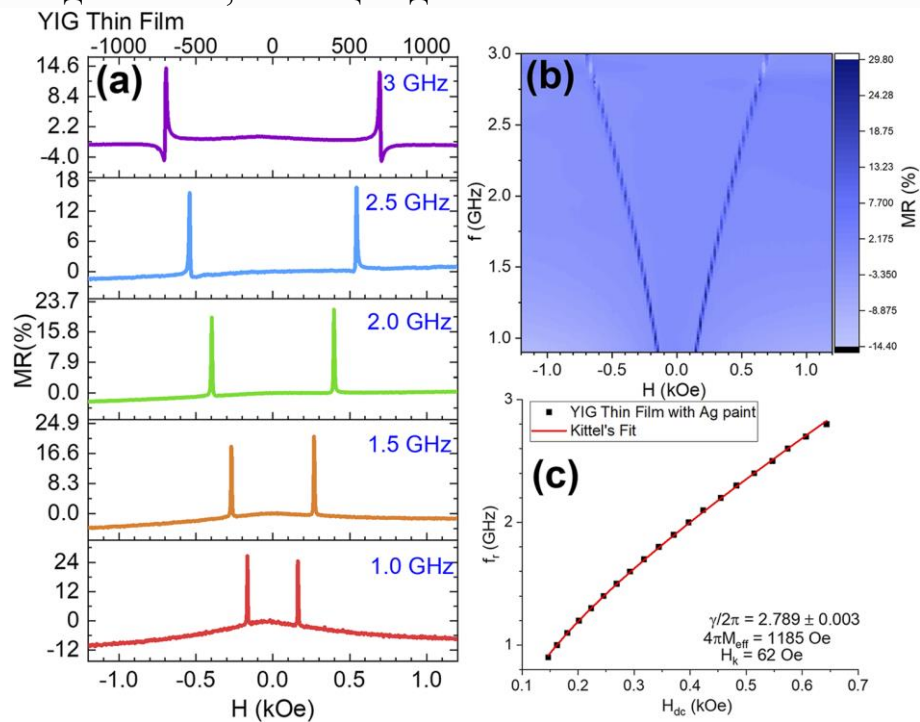 YIG Thin Film
-1000 -500 0 500 1000
(a)
3 GHz
14.6
8.4
2.2
-4.0
2.5 GHz
18
12
6
0
2.0 GHz
23.7
15.8
7.9
0.0
1.5 GHz
24.9
16.6
8.3
0.0
1.0 GHz
24
12
0
-12
MR(%)
-1.0 -0.5 0.0 0.5 1.0
H (kOe)
(b)
3.0
2.5
2.0
1.5
1.0
f (GHz)
-1.0 -0.5 0.0 0.5 1.0
H (kOe)
29.80
24.28
18.75
13.23
7.700
2.175
-3.350
-8.875
-14.40
MR (%)
YIG Thin Film with Ag paint
Kittel's Fit
(c)
3
2
1
f_r (GHz)
γ/2π = 2.789 ± 0.003
4πM_eff = 1185 Oe
H_k = 62 Oe
0.1 0.2 0.3 0.4 0.5 0.6 0.7
H_dc (kOe)